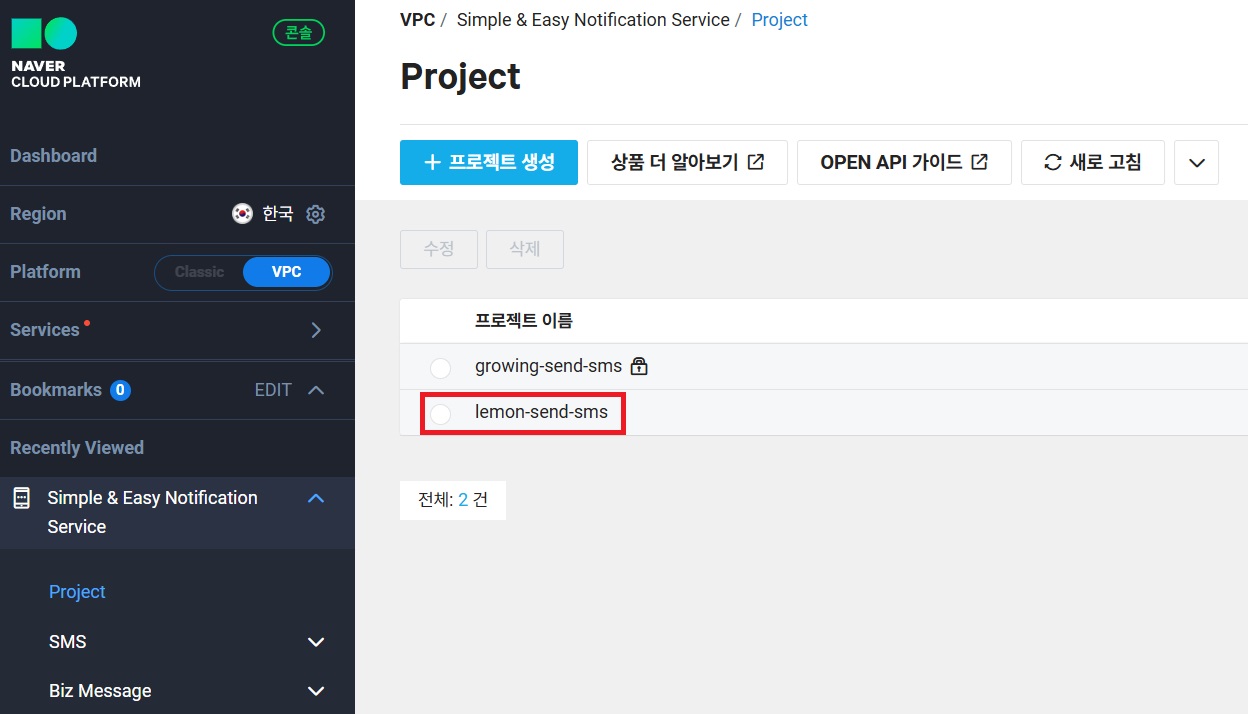 NAVER
CLOUD PLATFORM
콘솔
Dashboard
Region 한국
Platform Classic VPC
Services
Bookmarks 0 EDIT
Recently Viewed
Simple & Easy Notification
Service
Project
SMS
Biz Message
VPC / Simple & Easy Notification Service / Project
Project
+ 프로젝트 생성 상품 더 알아보기 OPEN API 가이드 새로 고침
수정 삭제
프로젝트 이름
growing-send-sms
lemon-send-sms
전체: 2 건